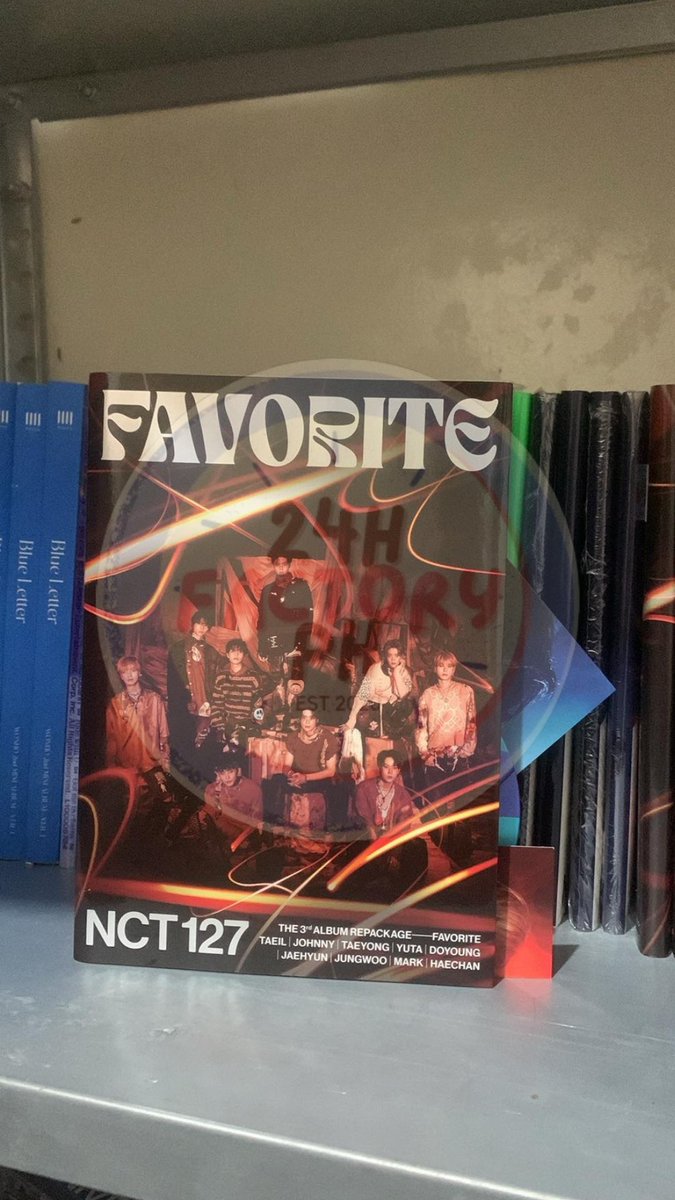 FAVORITE
24H
FACTORY
PH
EST 20
NCT 127
THE 3rd ALBUM REPACKAGE——FAVORITE
TAEIL | JOHNNY | TAEYONG | YUTA | DOYOUNG
| JAEHYUN | JUNGWOO | MARK | HAECHAN
Blue Letter
Blue Letter